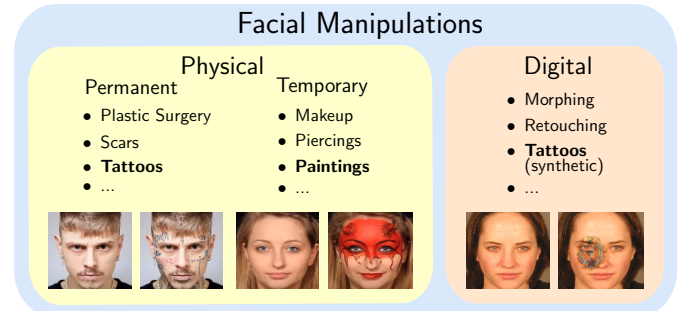 Facial Manipulations
Physical
Permanent
• Plastic Surgery
• Scars
• Tattoos
• ...
Temporary
• Makeup
• Piercings
• Paintings
• ...
Digital
• Morphing
• Retouching
• Tattoos
(synthetic)
• ...